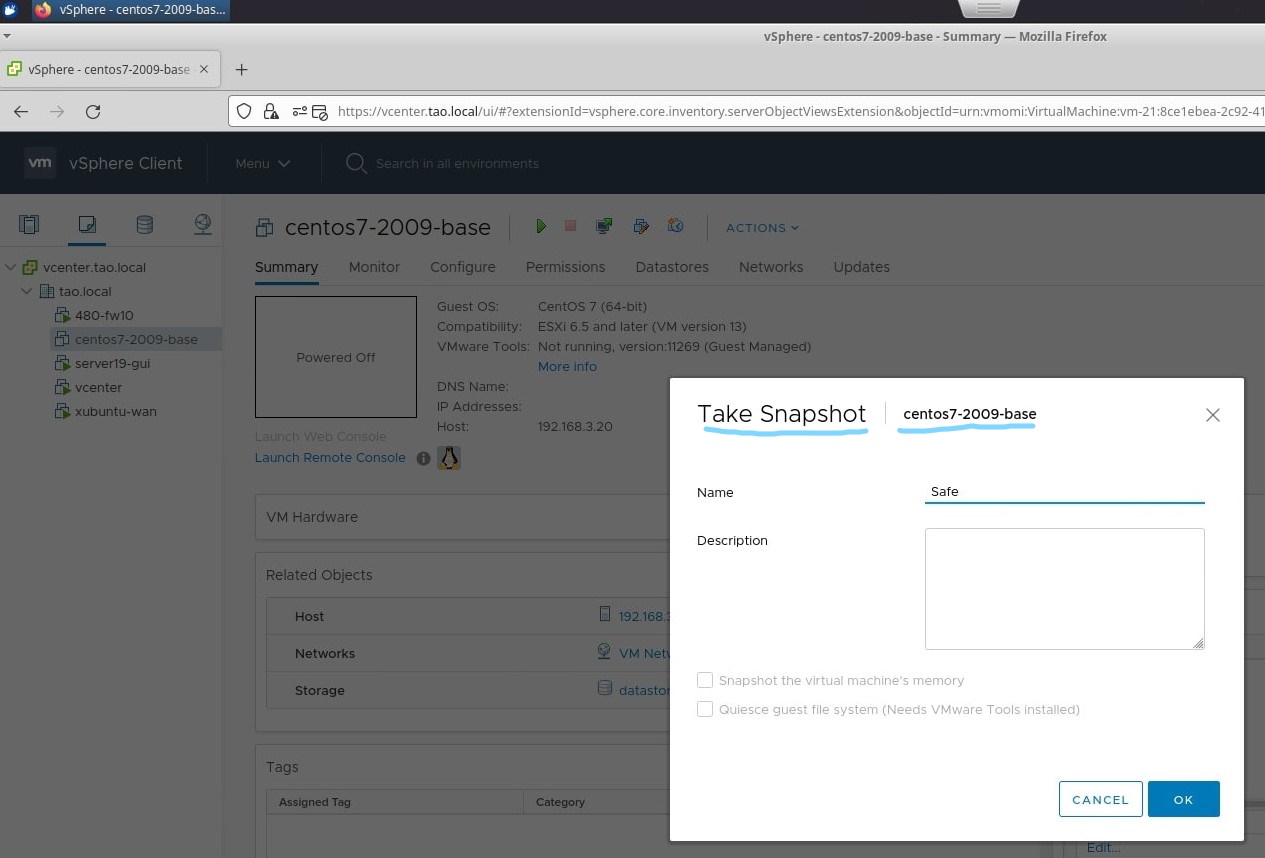 vSphere - centos7-2009-bas...
vSphere - centos7-2009-base - Summary — Mozilla Firefox
vSphere - centos7-2009-base
https://vcenter.tao.local/ui/#?extensionId=vsphere.core.inventory.serverObjectViewsExtension&objectId=urn:vmomi:VirtualMachine:vm-21:8ce1ebea-2c92-41
vm vSphere Client Menu Search in all environments
centos7-2009-base ACTIONS
vcenter.tao.local
tao.local
480-fw10
centos7-2009-base
server19-gui
vcenter
xubuntu-wan
Summary Monitor Configure Permissions Datastores Networks Updates
Powered Off
Guest OS: CentOS 7 (64-bit)
Compatibility: ESXi 6.5 and later (VM version 13)
VMware Tools: Not running, version:11269 (Guest Managed)
More info
DNS Name:
IP Addresses:
Host: 192.168.3.20
Launch Web Console
Launch Remote Console
VM Hardware
Related Objects
Host 192.168.3
Networks VM Netw
Storage datastor
Tags
Assigned Tag Category
Take Snapshot centos7-2009-base
Name Safe
Description
Snapshot the virtual machine's memory
Quiesce guest file system (Needs VMware Tools installed)
CANCEL OK
Edit...